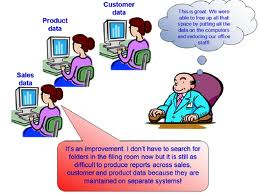 Customer
data
Product
data
Sales
data
This is great. We were
able to free up all that
space by putting all the
data on the computers
and reducing our office
staff!
It's an improvement. I don't have to search for
folders in the filing room now but it is still as
difficult to produce reports across sales,
customer and product data because they are
maintained on separate systems!